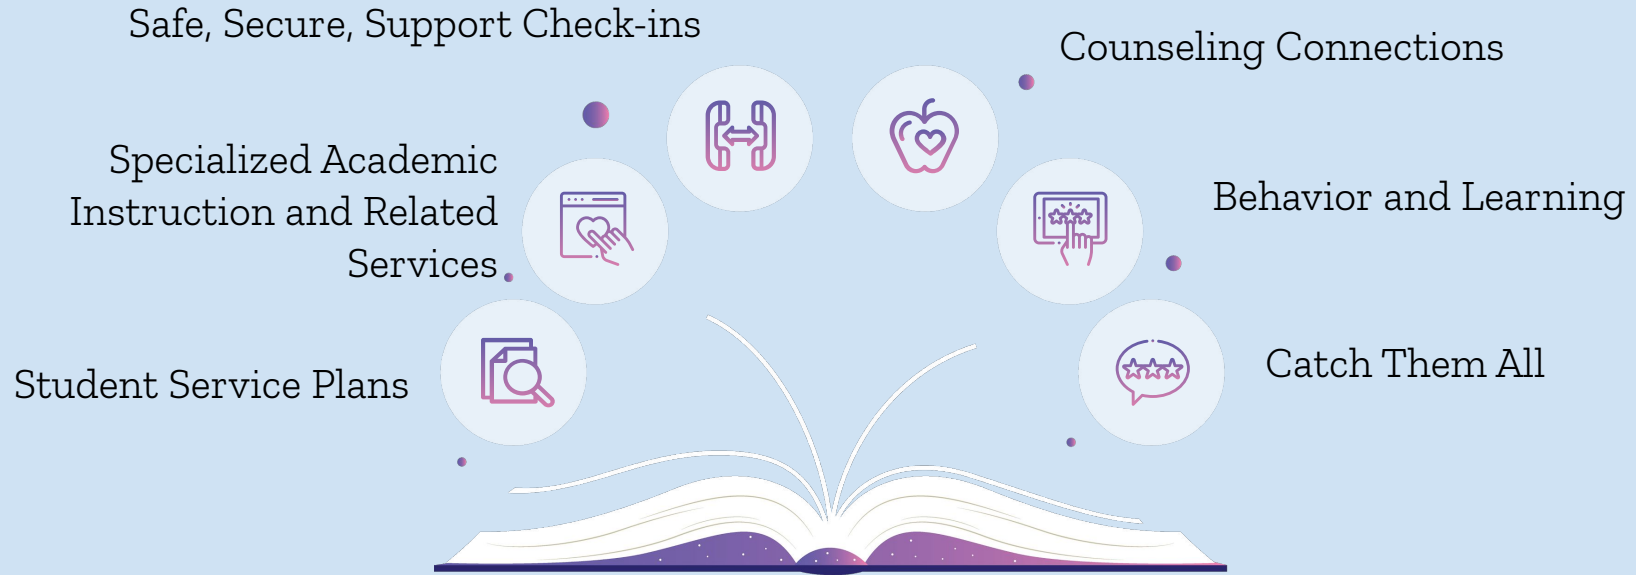 Safe, Secure, Support Check-ins
Counseling Connections
Specialized Academic
Instruction and Related
Services
Behavior and Learning
Student Service Plans
Catch Them All